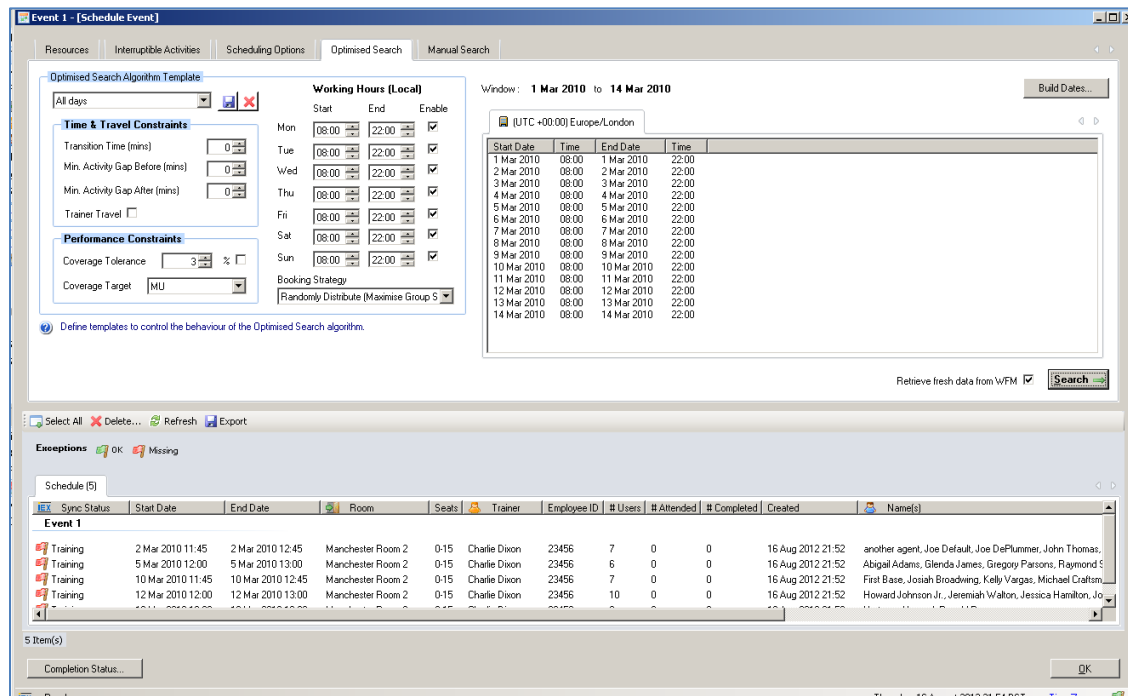 Event 1 - [Schedule Event]
Resources Interruptible Activities Scheduling Options Optimised Search Manual Search
Optimised Search Algorithm Template
All days
Working Hours (Local)
Start End Enable
Time & Travel Constraints
Transition Time (mins) 0
Min. Activity Gap Before (mins) 0
Min. Activity Gap After (mins) 0
Trainer Travel
Mon 08:00 22:00
Tue 08:00 22:00
Wed 08:00 22:00
Thu 08:00 22:00
Fri 08:00 22:00
Sat 08:00 22:00
Sun 08:00 22:00
Performance Constraints
Coverage Tolerance 3 %
Coverage Target MU
Booking Strategy
Randomly Distribute (Maximise Group S
Define templates to control the behaviour of the Optimised Search algorithm.
Window : 1 Mar 2010 to 14 Mar 2010
Build Dates...
(UTC +00:00) Europe/London
Start Date Time End Date Time
1 Mar 2010 08:00 1 Mar 2010 22:00
2 Mar 2010 08:00 2 Mar 2010 22:00
3 Mar 2010 08:00 3 Mar 2010 22:00
4 Mar 2010 08:00 4 Mar 2010 22:00
5 Mar 2010 08:00 5 Mar 2010 22:00
6 Mar 2010 08:00 6 Mar 2010 22:00
7 Mar 2010 08:00 7 Mar 2010 22:00
8 Mar 2010 08:00 8 Mar 2010 22:00
9 Mar 2010 08:00 9 Mar 2010 22:00
10 Mar 2010 08:00 10 Mar 2010 22:00
11 Mar 2010 08:00 11 Mar 2010 22:00
12 Mar 2010 08:00 12 Mar 2010 22:00
13 Mar 2010 08:00 13 Mar 2010 22:00
14 Mar 2010 08:00 14 Mar 2010 22:00
Retrieve fresh data from WFM Search
Select All Delete... Refresh Export
Exceptions OK Missing
Schedule (5)
IEX Sync Status Start Date End Date Room Seats Trainer Employee ID # Users # Attended # Completed Created Name(s)
Event 1
Training 2 Mar 2010 11:45 2 Mar 2010 12:45 Manchester Room 2 0-15 Charlie Dixon 23456 7 0 0 16 Aug 2012 21:52 another agent, Joe Default, Joe DePlummer, John Thomas,
Training 5 Mar 2010 12:00 5 Mar 2010 13:00 Manchester Room 2 0-15 Charlie Dixon 23456 6 0 0 16 Aug 2012 21:52 Abigail Adams, Glenda James, Gregory Parsons, Raymond S
Training 10 Mar 2010 11:45 10 Mar 2010 12:45 Manchester Room 2 0-15 Charlie Dixon 23456 7 0 0 16 Aug 2012 21:52 First Base, Josiah Broadwing, Kelly Vargas, Michael Craftsm
Training 12 Mar 2010 12:00 12 Mar 2010 13:00 Manchester Room 2 0-15 Charlie Dixon 23456 10 0 0 16 Aug 2012 21:52 Howard Johnson Jr., Jeremiah Walton, Jessica Hamilton, Jo
5 Item(s)
Completion Status... OK